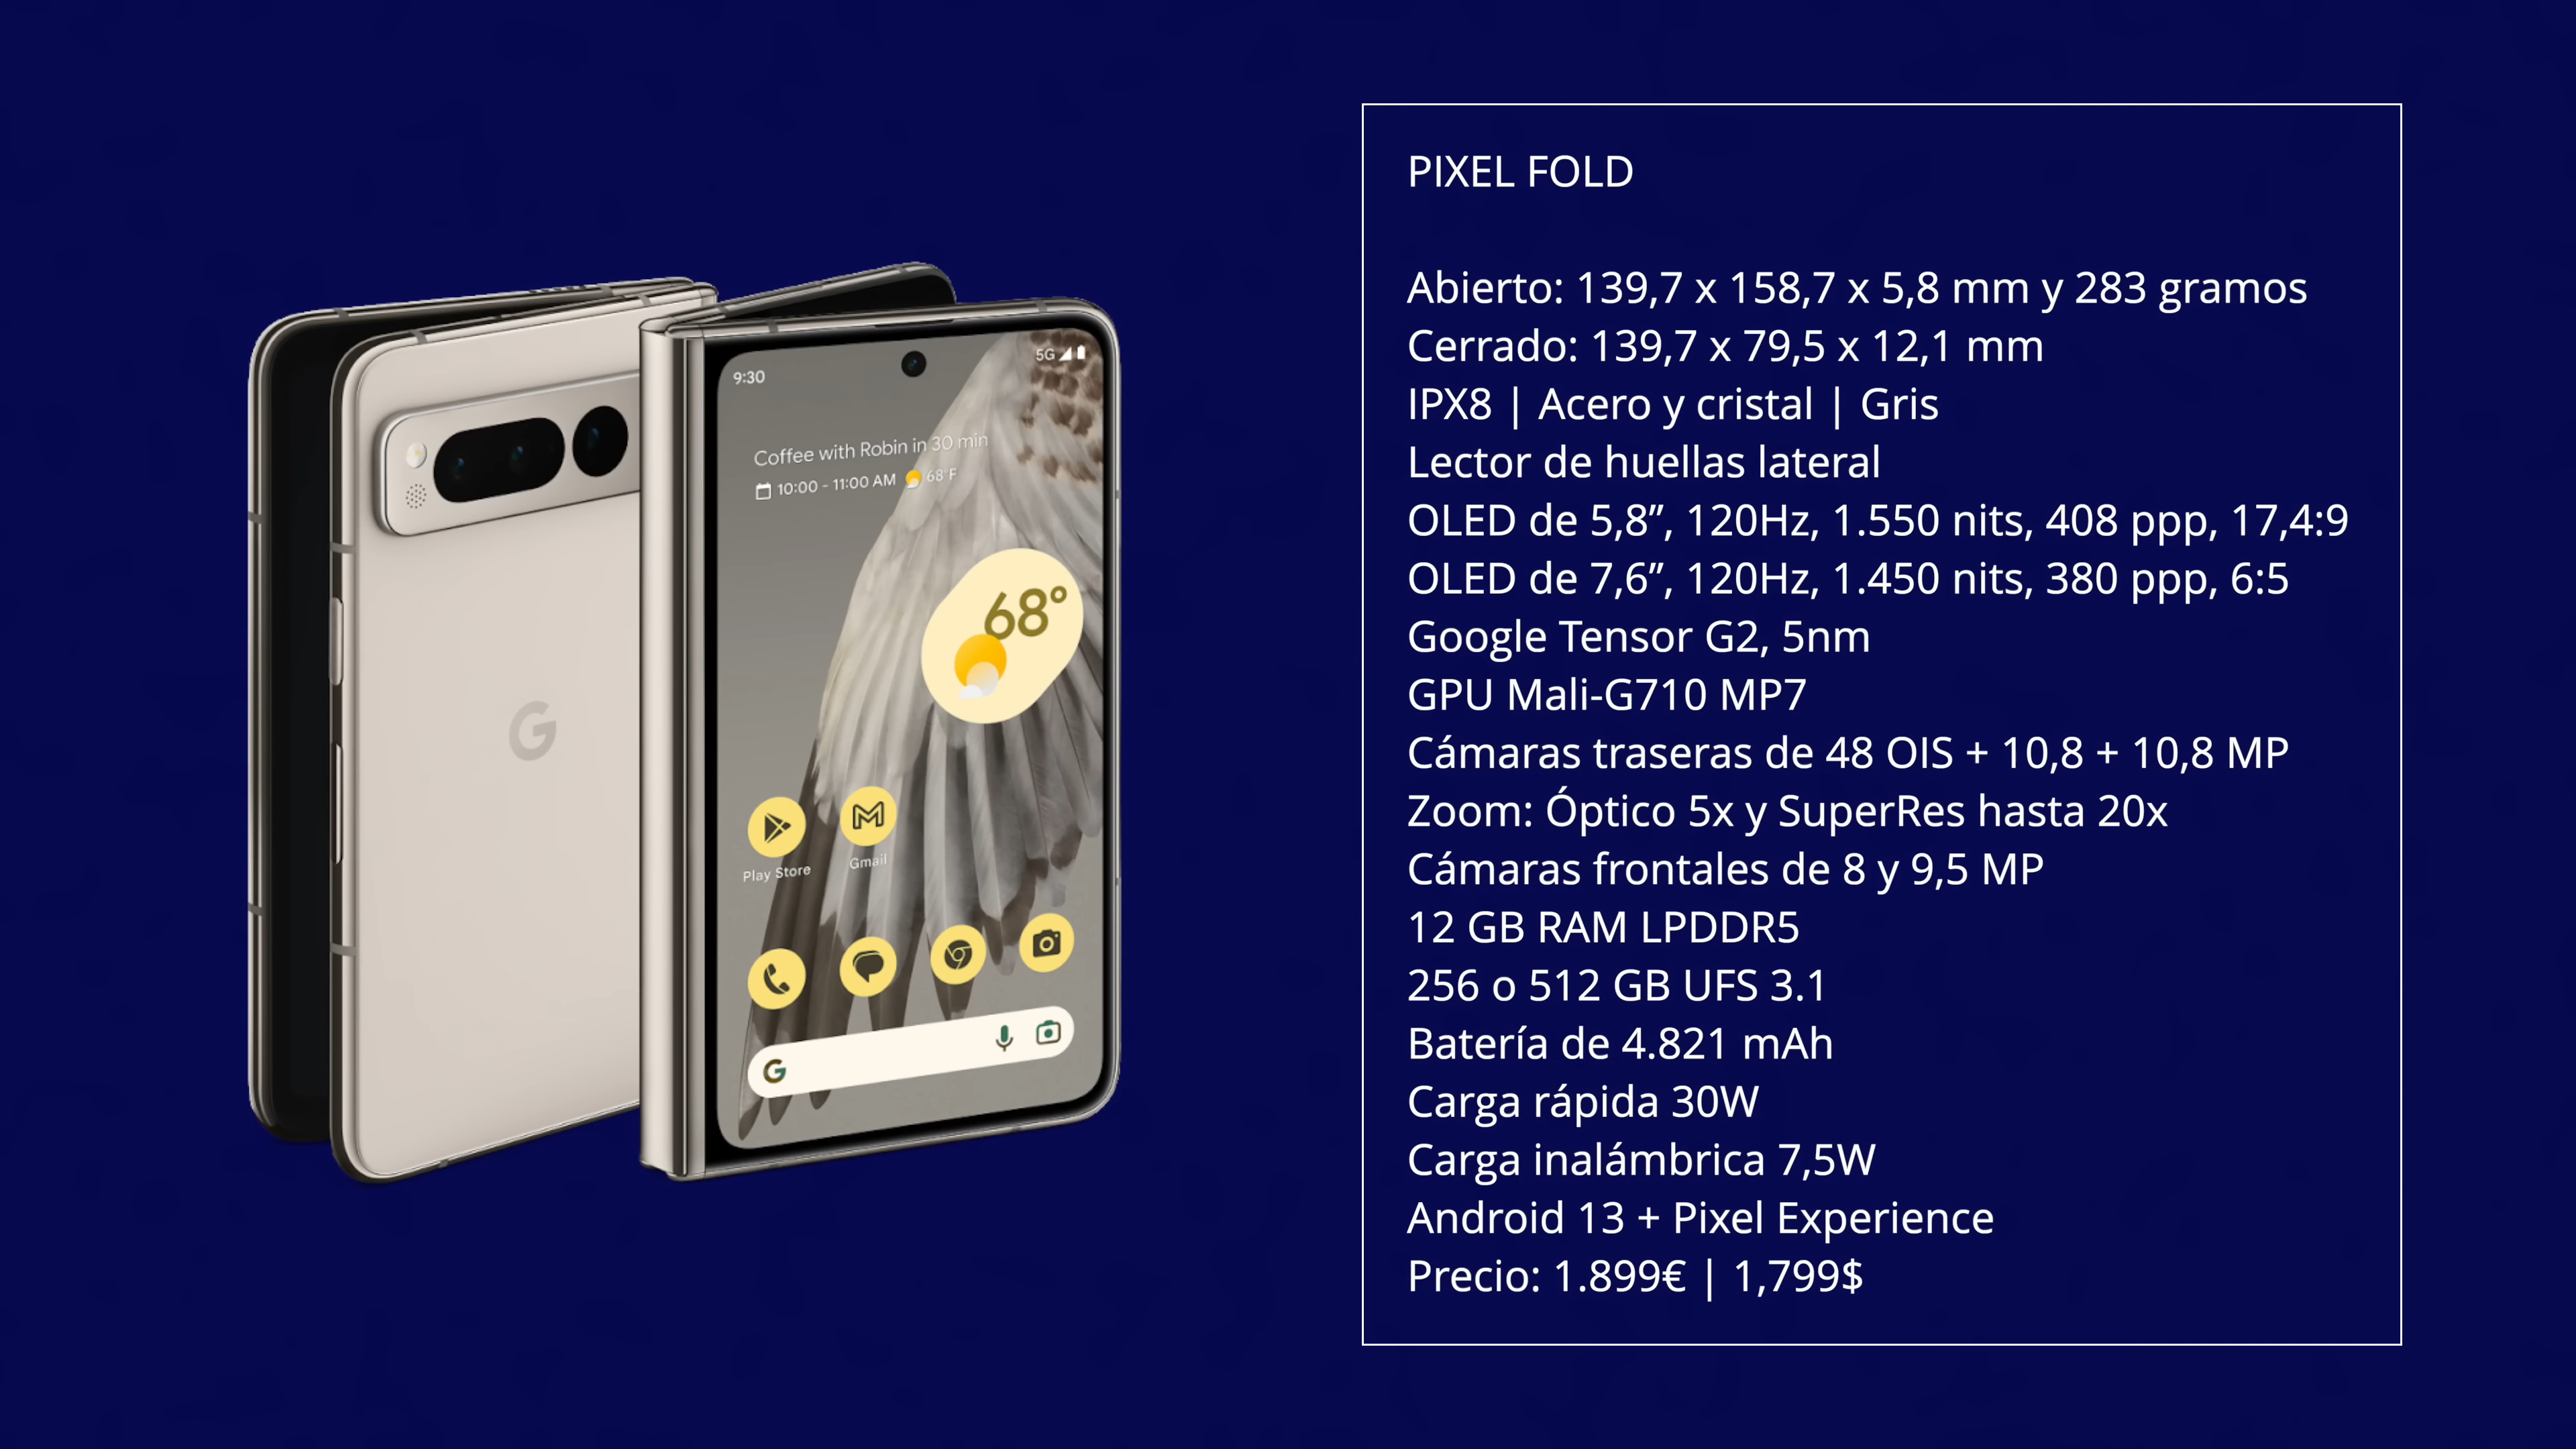 9:30
5G
Coffee with Robin in 30 min
10:00 - 11:00 AM 68°F
68°
Play Store
Gmail
G
G
PIXEL FOLD
Abierto: 139,7 x 158,7 x 5,8 mm y 283 gramos
Cerrado: 139,7 x 79,5 x 12,1 mm
IPX8 | Acero y cristal | Gris
Lector de huellas lateral
OLED de 5,8”, 120Hz, 1.550 nits, 408 ppp, 17,4:9
OLED de 7,6”, 120Hz, 1.450 nits, 380 ppp, 6:5
Google Tensor G2, 5nm
GPU Mali-G710 MP7
Cámaras traseras de 48 OIS + 10,8 + 10,8 MP
Zoom: Óptico 5x y SuperRes hasta 20x
Cámaras frontales de 8 y 9,5 MP
12 GB RAM LPDDR5
256 o 512 GB UFS 3.1
Batería de 4.821 mAh
Carga rápida 30W
Carga inalámbrica 7,5W
Android 13 + Pixel Experience
Precio: 1.899€ | 1,799$